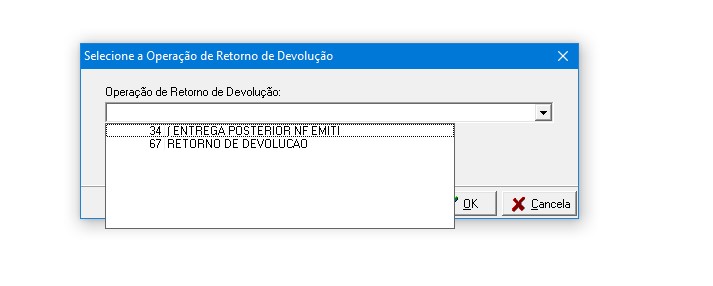 Selecione a Operação de Retorno de Devolução
Operação de Retorno de Devolução:
34 ( ENTREGA POSTERIOR NF EMITI
67 RETORNO DE DEVOLUCAO
OK
Cancela